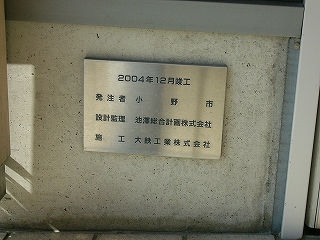 2004年12月竣工
発注者 小野市
設計監理 池澤総合計画株式会社
施工 大鉄工業株式会社